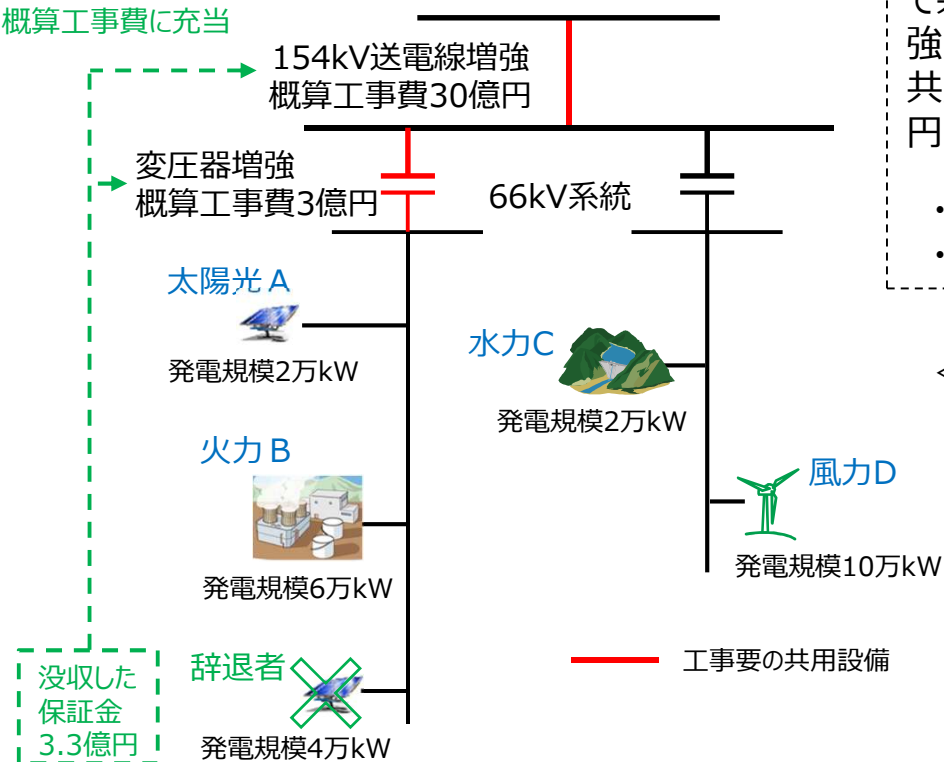 概算工事費に充当
154kV送電線増強
概算工事費30億円
強
共
円
変圧器増強
概算工事費3億円
66kV系統
・
・
太陽光A
発電規模2万kW
水力C
発電規模2万kW
<
火力B
発電規模6万kW
風力D
発電規模10万kW
没収した
保証金
3.3億円
辞退者
発電規模4万kW
工事要の共用設備